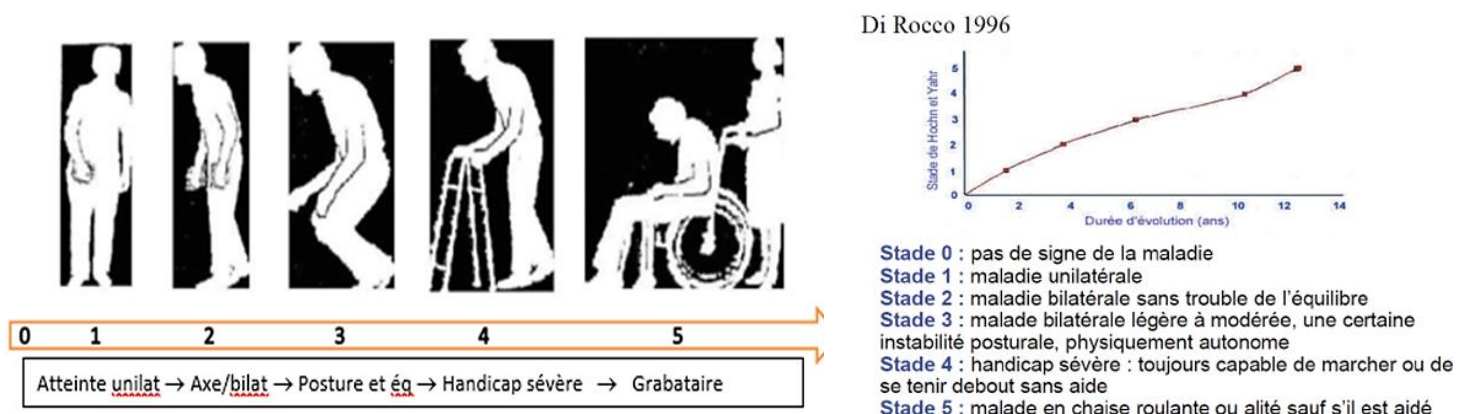 Di Rocco 1996
Stade de Hochn et Yahr
5
4
3
2
1
0
0 2 4 6 8 10 12 14
Durée d'évolution (ans)
0 1 2 3 4 5
Atteinte unilat → Axe/bilat → Posture et éq → Handicap sévère → Grabataire
Stade 0 : pas de signe de la maladie
Stade 1 : maladie unilatérale
Stade 2 : maladie bilatérale sans trouble de l'équilibre
Stade 3 : malade bilatérale légère à modérée, une certaine
instabilité posturale, physiquement autonome
Stade 4 : handicap sévère : toujours capable de marcher ou de
se tenir debout sans aide
Stade 5 : malade en chaise roulante ou alité sauf s'il est aidé